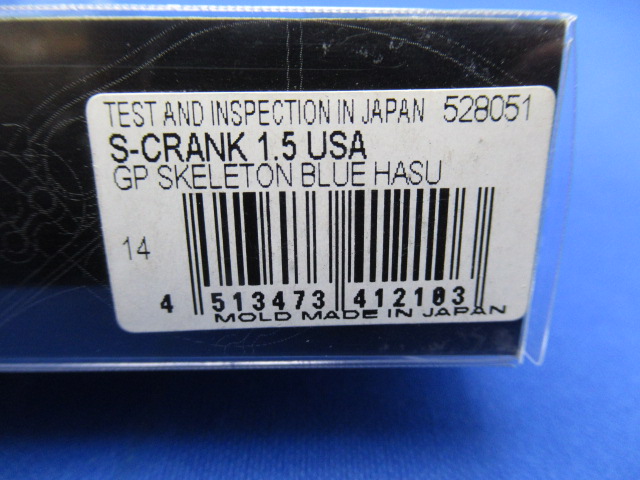 TEST AND INSPECTION IN JAPAN 528051
S-CRANK 1.5 USA
GP SKELETON BLUE HASU
14
4 513473 412103
MOLD MADE IN JAPAN